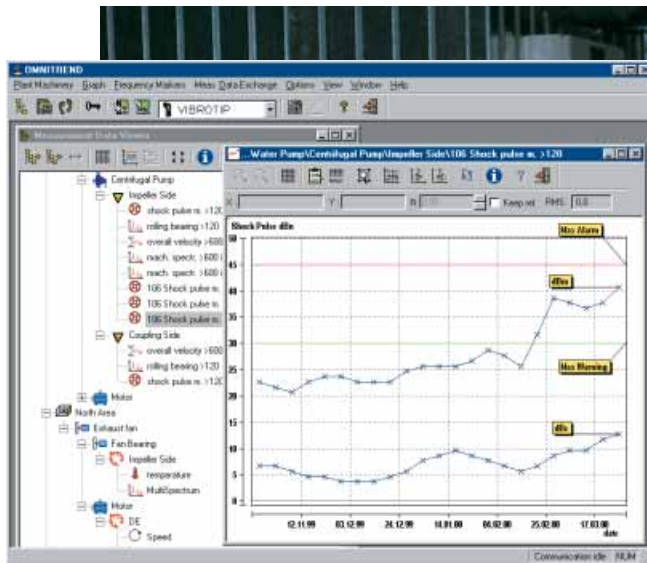 OMNITREND
Plant Machinery Graph Frequency Markers Meas. Data Exchange Options View Window Help
VIBROTIP
Measurement Data Viewer
Centrifugal Pump
Impeller Side
shock pulse m. >120
rolling bearing >120
overall velocity >600
mach. spectr. >600
mach. spectr. >600
106 Shock pulse m.
106 Shock pulse m.
106 Shock pulse m.
Coupling Side
overall velocity >600
rolling bearing >120
shock pulse m. >120
Motor
North Area
Exhaust fan
Fan Bearing
Impeller Side
temperature
MultiSpectrum
Motor
DE
Speed
...Water Pump\Centrifugal Pump\Impeller Side\106 Shock pulse m. >120
X Y Keep rel. RMS: 0.0
Shock Pulse dBn
Max Alarm
50
45
40
35
30
25
20
15
10
5
0
dBm
Max Warning
dBc
12.11.99 03.12.99 24.12.99 14.01.00 04.02.00 25.02.00 17.03.00
date
Communication idle NUM